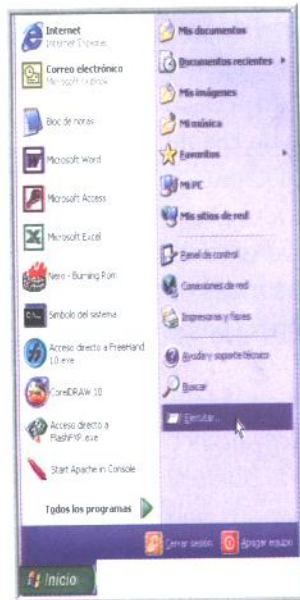 Internet
Internet Explorer
Correo electrónico
Microsoft Outlook
Bloc de notas
Microsoft Word
Microsoft Access
Microsoft Excel
Nero - Burning Rom
Símbolo del sistema
Acceso directo a FreeHand
10.exe
CorelDRAW 10
Acceso directo a
FlashFXP.exe
Start Apache in Console
Todos los programas
Mis documentos
Documentos recientes
Mis imágenes
Mi música
Favoritos
Mi PC
Mis sitios de red
Panel de control
Conexiones de red
Impresoras y faxes
Ayuda y soporte técnico
Buscar
Ejecutar...
Cerrar sesión
Apagar equipo
Inicio